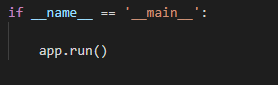 if __name__ == '__main__':
    app.run()